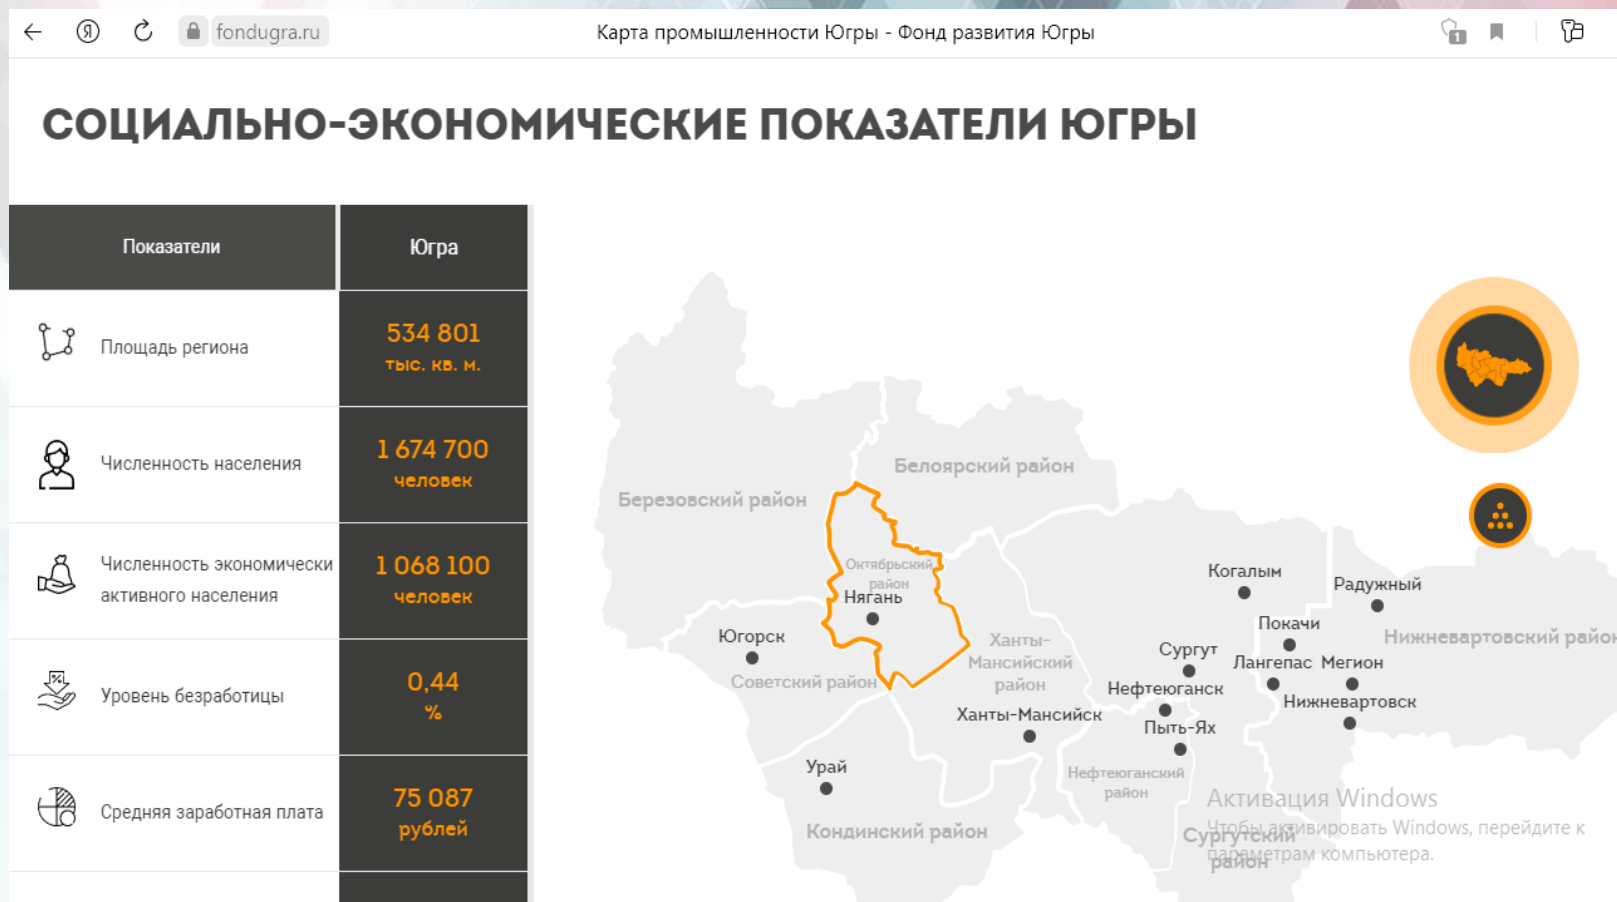 fondugra.ru
Карта промышленности Югры - Фонд развития Югры
1
СОЦИАЛЬНО-ЭКОНОМИЧЕСКИЕ ПОКАЗАТЕЛИ ЮГРЫ
Показатели
Югра
Площадь региона
534 801
тыс. кв. м.
Численность населения
1 674 700
человек
Численность экономически
активного населения
1 068 100
человек
Уровень безработицы
0,44
%
Средняя заработная плата
75 087
рублей
Белоярский район
Березовский район
Октябрьский
район
Нягань
Когалым
Радужный
Покачи
Югорск
Ханты-
Мансийский
район
Нижневартовский район
Сургут
Лангепас
Мегион
Советский район
Нефтеюганск
Нижневартовск
Ханты-Мансийск
Пыть-Ях
Урай
Нефтеюганский
район
Кондинский район
Сургутский
район
Активация Windows
Чтобы активировать Windows, перейдите к
параметрам компьютера.